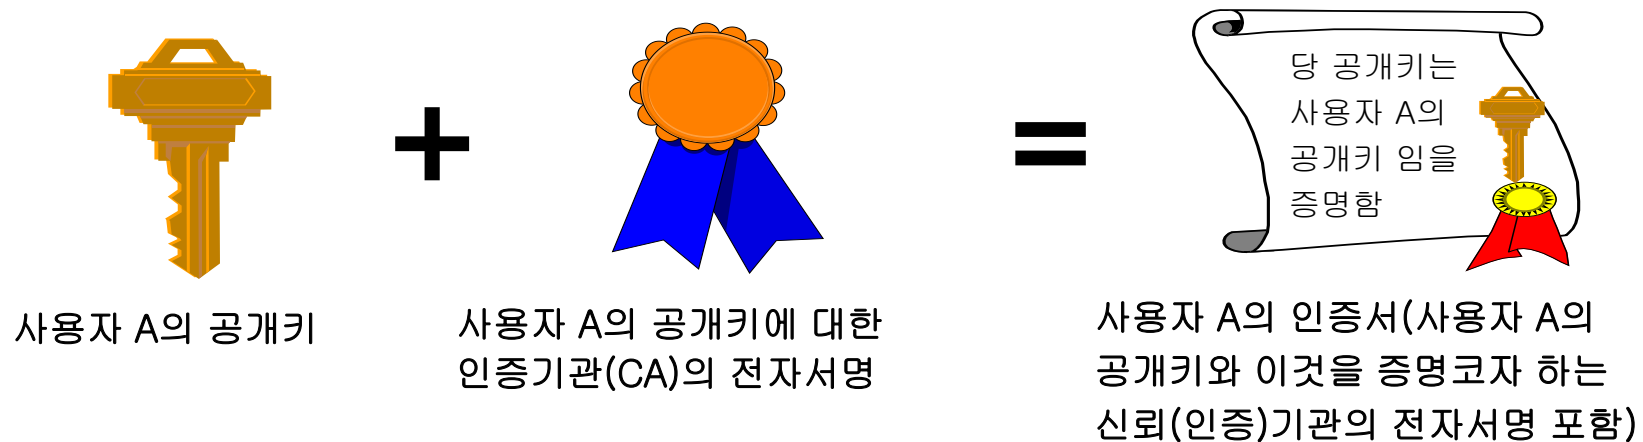 당 공개키는
사용자 A의
공개키 임을
증명함
사용자 A의 공개키
사용자 A의 공개키에 대한
인증기관(CA)의 전자서명
사용자 A의 인증서(사용자 A의
공개키와 이것을 증명코자 하는
신뢰(인증)기관의 전자서명 포함)